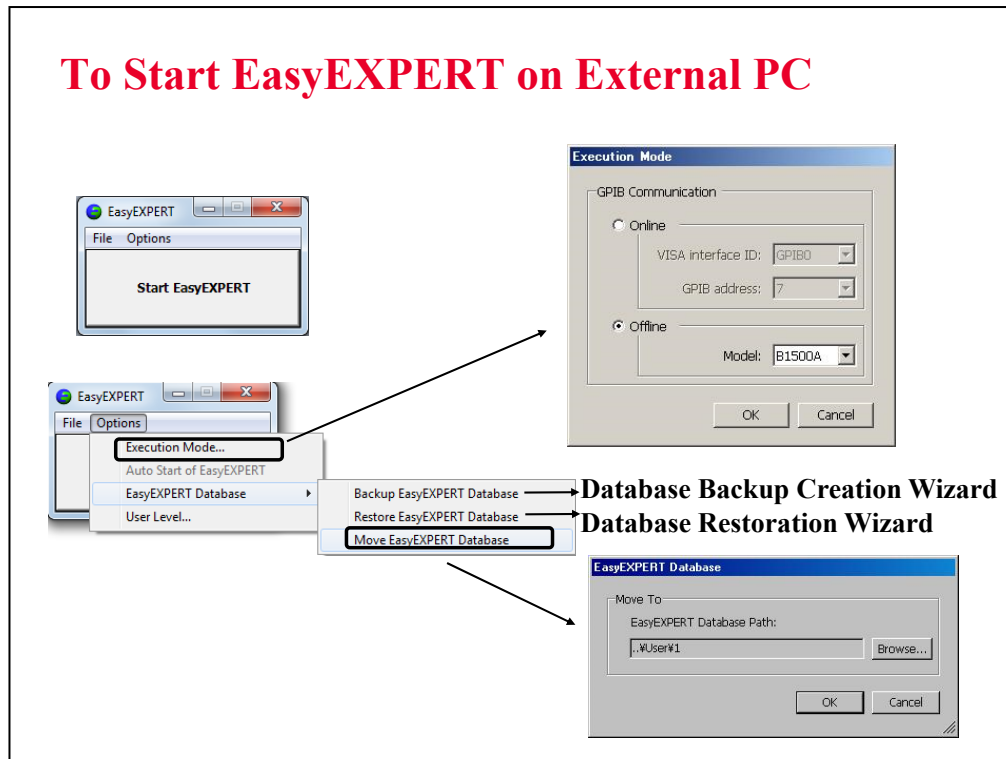 To Start EasyEXPERT on External PC
EasyEXPERT
File Options
Start EasyEXPERT
Execution Mode
GPIB Communication
Online
VISA interface ID: GPIB0
GPIB address: 7
Offline
Model: B1500A
OK Cancel
EasyEXPERT
File Options
Execution Mode...
Auto Start of EasyEXPERT
EasyEXPERT Database
User Level...
Backup EasyEXPERT Database
Restore EasyEXPERT Database
Move EasyEXPERT Database
Database Backup Creation Wizard
Database Restoration Wizard
EasyEXPERT Database
Move To
EasyEXPERT Database Path:
..¥User¥1 Browse...
OK Cancel